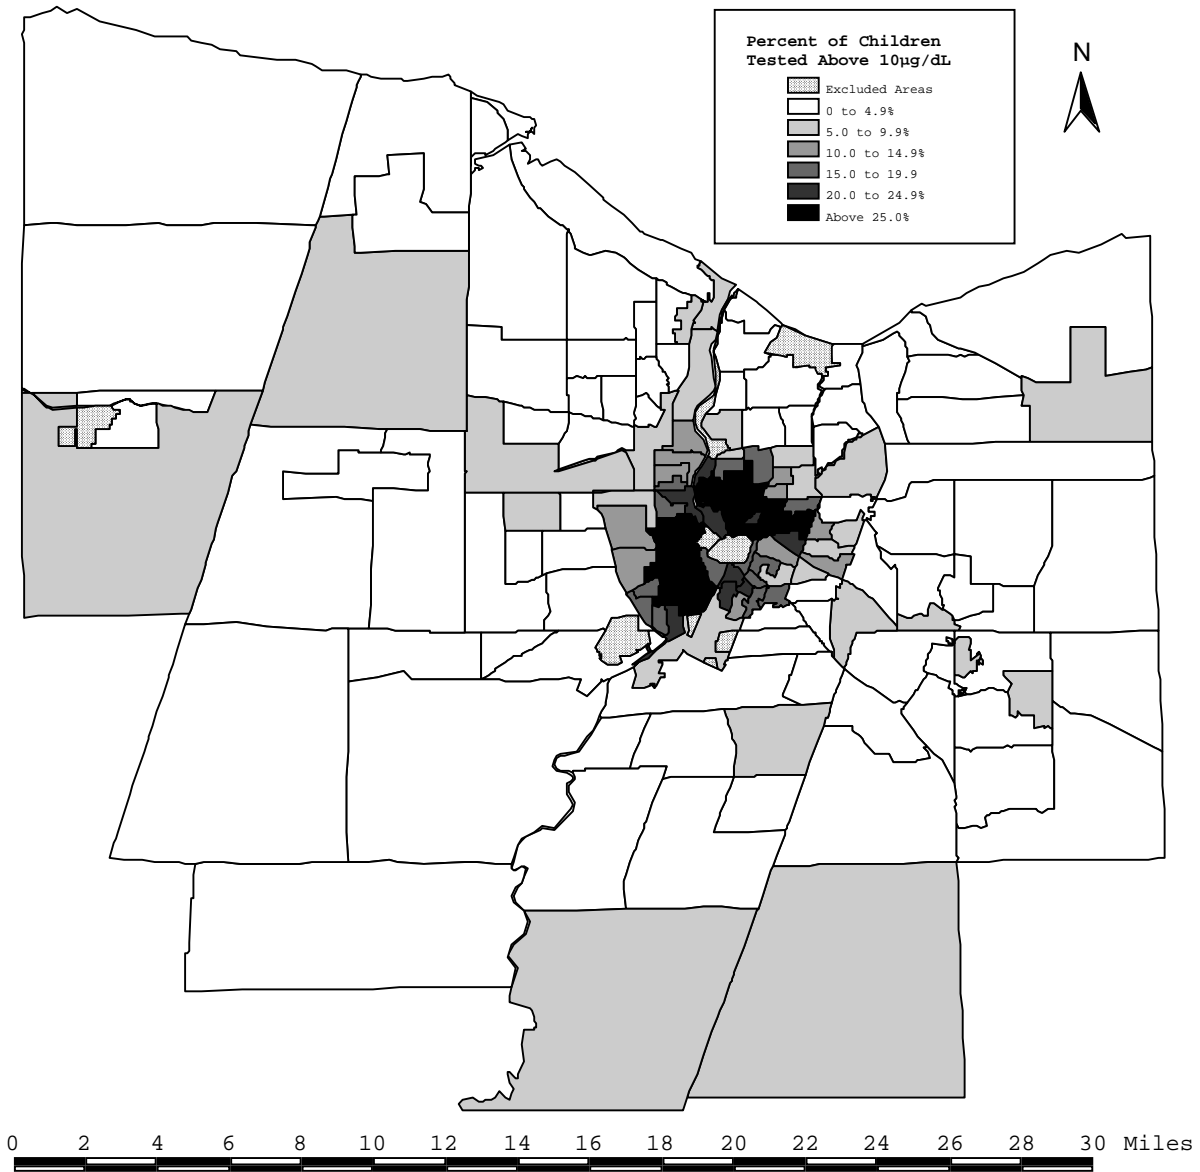 Percent of Children
Tested Above 10µg/dL
Excluded Areas
0 to 4.9%
5.0 to 9.9%
10.0 to 14.9%
15.0 to 19.9
20.0 to 24.9%
Above 25.0%
N
0 2 4 6 8 10 12 14 16 18 20 22 24 26 28 30 Miles